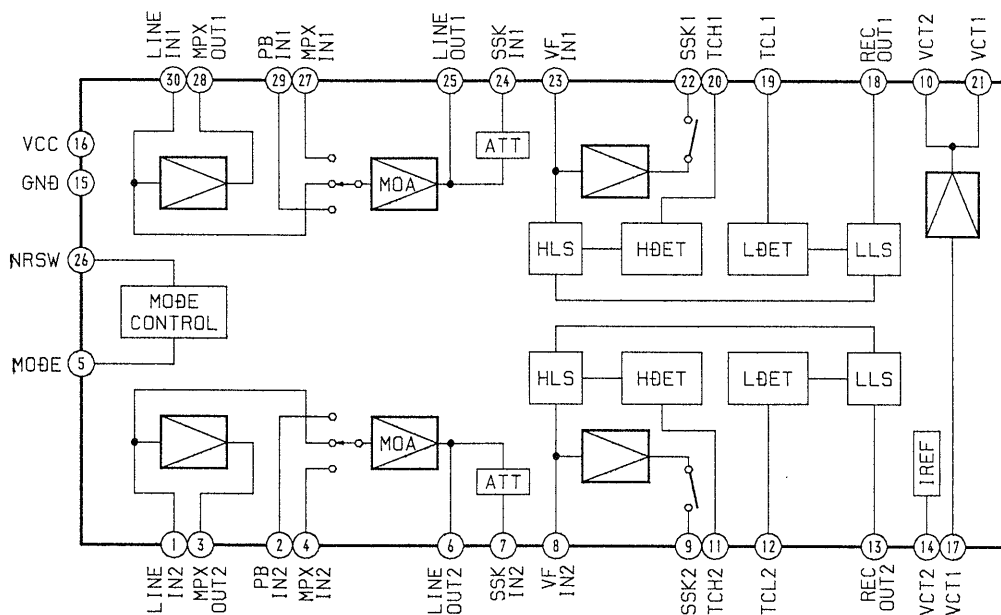 LINE IN1
MPX OUT1
PB IN1
MPX IN1
LINE OUT1
SSK IN1
VF IN1
SSK1
TCH1
TCL1
REC OUT1
VCT2
VCT1
30
28
29
27
25
24
23
22
20
19
18
10
21
VCC
16
GND
15
ATT
MOA
HLS
HDET
LDET
LLS
NRSW
26
MODE CONTROL
MODE
5
HLS
HDET
LDET
LLS
MOA
ATT
IREF
1
3
2
4
6
7
8
9
11
12
13
14
17
LINE IN2
MPX OUT2
PB IN2
MPX IN2
LINE OUT2
SSK IN2
VF IN2
SSK2
TCH2
TCL2
REC OUT2
VCT2
VCT1